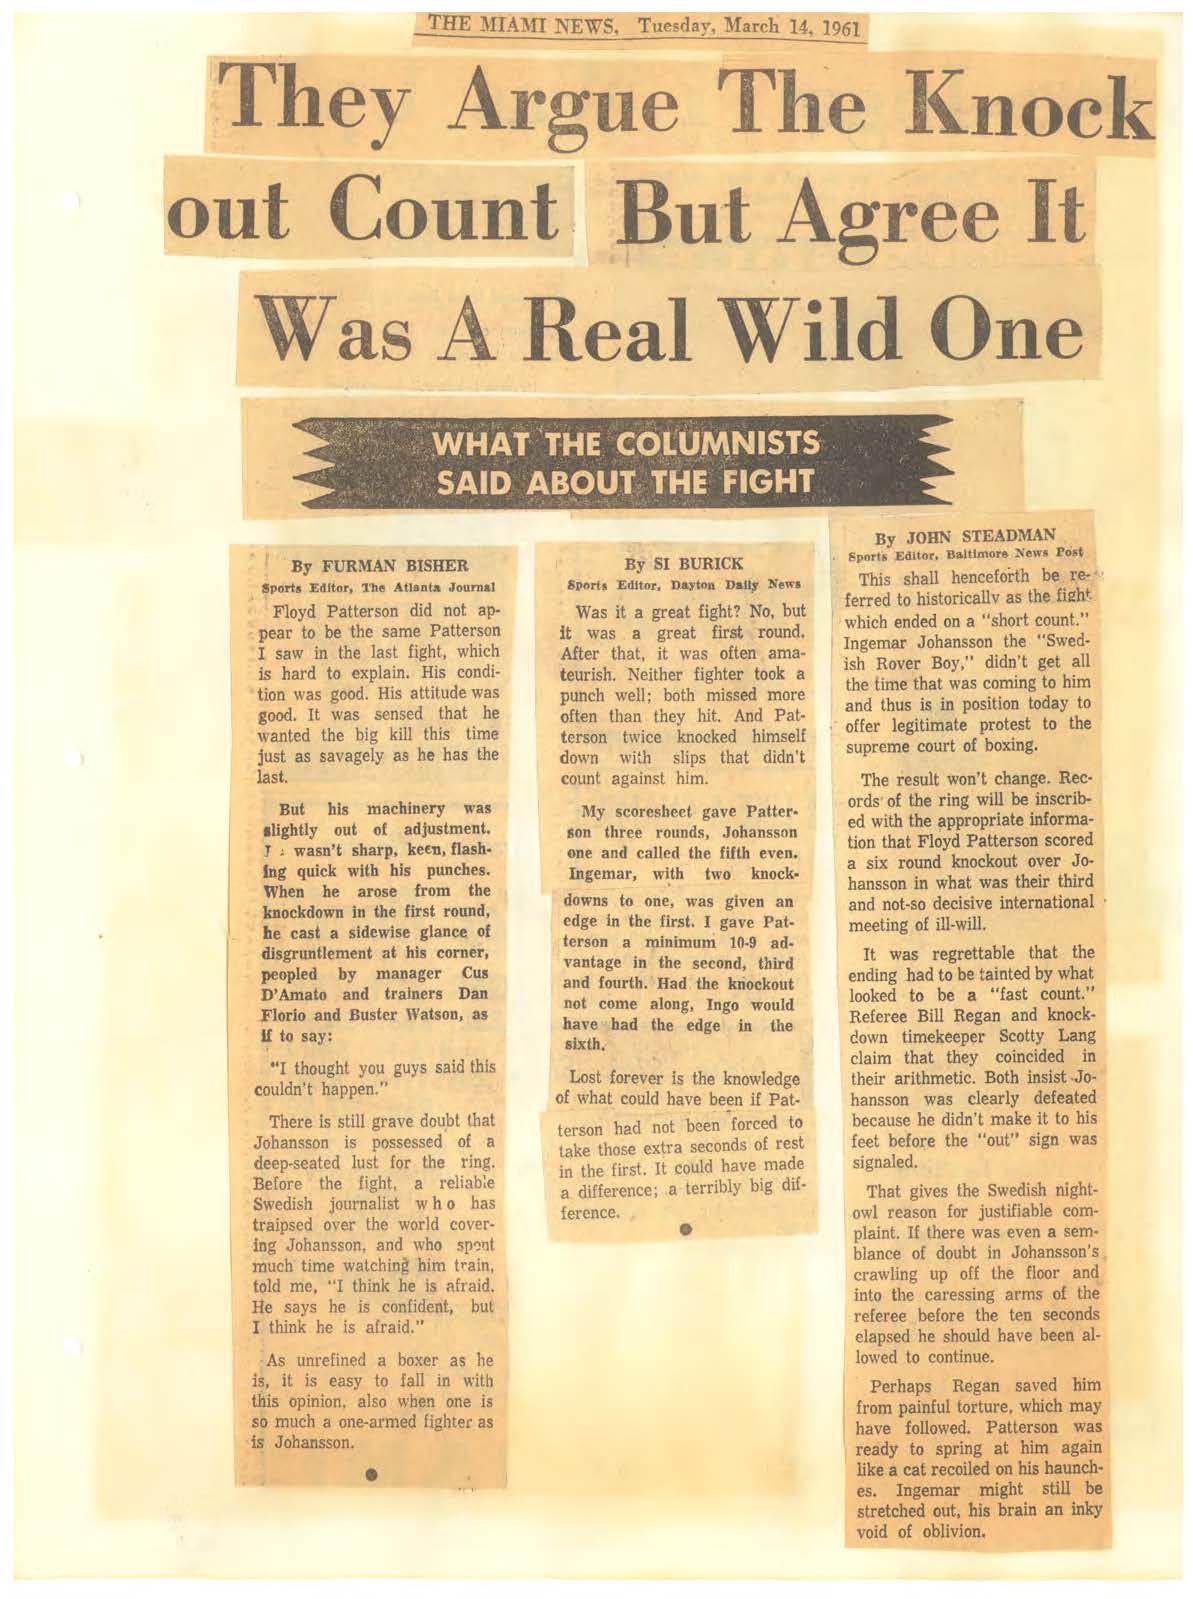 THE MIAMI NEWS, Tuesday, March 14, 1961
They Argue The Knock
out Count But Agree It
Was A Real Wild One
WHAT THE COLUMNISTS
SAID ABOUT THE FIGHT
By FURMAN BISHER
Sports Editor, The Atlanta Journal
Floyd Patterson did not ap-
pear to be the same Patterson
I saw in the last fight, which
is hard to explain. His condi-
tion was good. His attitude was
good. It was sensed that he
wanted the big kill this time
just as savagely as he has the
last.
But his machinery was
slightly out of adjustment.
wasn't sharp, keen, flash-
ing quick with his punches.
When he arose from the
knockdown in the first round,
he cast a sidewise glance of
disgruntlement at his corner,
peopled by manager Cus
D'Amato and trainers Dan
Florio and Buster Watson, as
if to say:
"I thought you guys said this
couldn't happen."
There is still grave doubt that
Johansson is possessed of a
deep-seated lust for the ring.
Before the fight, a reliable
Swedish journalist who has
traipsed over the world cover-
ing Johansson, and who spent
much time watching him train,
told me, "I think he is afraid.
He says he is confident, but
I think he is afraid."
As unrefined a boxer as he
is, it is easy to fall in with
this opinion, also when one is
so much a one-armed fighter as
is Johansson.
By SI BURICK
Sports Editor, Dayton Daily News
Was it a great fight? No, but
it was a great first round.
After that, it was often ama-
teurish. Neither fighter took a
punch well; both missed more
often than they hit. And Pat-
terson twice knocked himself
down with slips that didn't
count against him.
My scoresheet gave Patter-
son three rounds, Johansson
one and called the fifth even.
Ingemar, with two knock-
downs to one, was given an
edge in the first. I gave Pat-
terson a minimum 10-9 ad-
vantage in the second, third
and fourth. Had the knockout
not come along, Ingo would
have had the edge in the
sixth.
Lost forever is the knowledge
of what could have been if Pat-
terson had not been forced to
take those extra seconds of rest
in the first. It could have made
a difference; a terribly big dif-
ference.
By JOHN STEADMAN
Sports Editor, Baltimore News Post
This shall henceforth be re-
ferred to historically as the fight
which ended on a "short count."
Ingemar Johansson the "Swed-
ish Rover Boy," didn't get all
the time that was coming to him
and thus is in position today to
offer legitimate protest to the
supreme court of boxing.
The result won't change. Rec-
ords of the ring will be inscrib-
ed with the appropriate informa-
tion that Floyd Patterson scored
a six round knockout over Jo-
hansson in what was their third
and not-so decisive international
meeting of ill-will.
It was regrettable that the
ending had to be tainted by what
looked to be a "fast count."
Referee Bill Regan and knock-
down timekeeper Scotty Lang
claim that they coincided in
their arithmetic. Both insist Jo-
hansson was clearly defeated
because he didn't make it to his
feet before the "out" sign was
signaled.
That gives the Swedish night-
owl reason for justifiable com-
plaint. If there was even a sem-
blance of doubt in Johansson's
crawling up off the floor and
into the caressing arms of the
referee before the ten seconds
elapsed he should have been al-
lowed to continue.
Perhaps Regan saved him
from painful torture, which may
have followed. Patterson was
ready to spring at him again
like a cat recoiled on his haunch-
es. Ingemar might still be
stretched out, his brain an inky
void of oblivion.